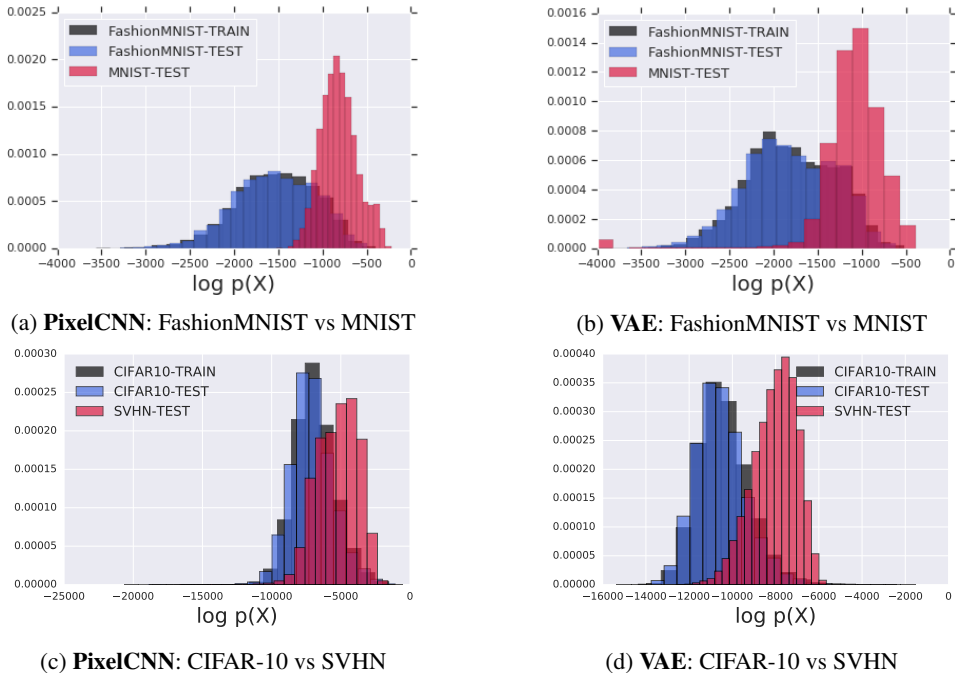 0.0025
0.0020
0.0015
0.0010
0.0005
0.0000
FashionMNIST-TRAIN
FashionMNIST-TEST
MNIST-TEST
−4000 −3500 −3000 −2500 −2000 −1500 −1000 −500 0
log p(X)
(a) PixelCNN: FashionMNIST vs MNIST
0.0016
0.0014
0.0012
0.0010
0.0008
0.0006
0.0004
0.0002
0.0000
FashionMNIST-TRAIN
FashionMNIST-TEST
MNIST-TEST
−4000 −3500 −3000 −2500 −2000 −1500 −1000 −500 0
log p(X)
(b) VAE: FashionMNIST vs MNIST
0.00030
0.00025
0.00020
0.00015
0.00010
0.00005
0.00000
CIFAR10-TRAIN
CIFAR10-TEST
SVHN-TEST
−25000 −20000 −15000 −10000 −5000 0
log p(X)
(c) PixelCNN: CIFAR-10 vs SVHN
0.00040
0.00035
0.00030
0.00025
0.00020
0.00015
0.00010
0.00005
0.00000
CIFAR10-TRAIN
CIFAR10-TEST
SVHN-TEST
−16000 −14000 −12000 −10000 −8000 −6000 −4000 −2000 0
log p(X)
(d) VAE: CIFAR-10 vs SVHN